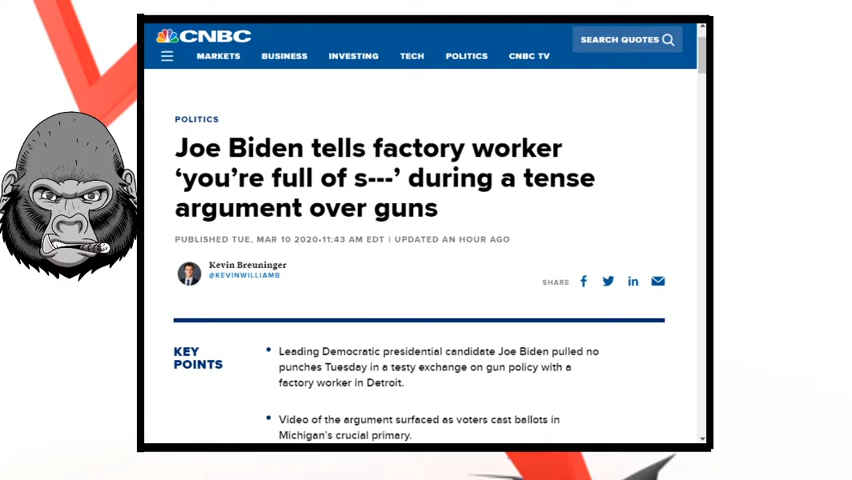 CNBC
SEARCH QUOTES
MARKETS BUSINESS INVESTING TECH POLITICS CNBC TV
POLITICS
Joe Biden tells factory worker
‘you’re full of s---’ during a tense
argument over guns
PUBLISHED TUE, MAR 10 2020•11:43 AM EDT | UPDATED AN HOUR AGO
Kevin Breuninger
@KEVINWILLIAMB
SHARE
KEY
POINTS
• Leading Democratic presidential candidate Joe Biden pulled no
punches Tuesday in a testy exchange on gun policy with a
factory worker in Detroit.
• Video of the argument surfaced as voters cast ballots in
Michigan’s crucial primary.